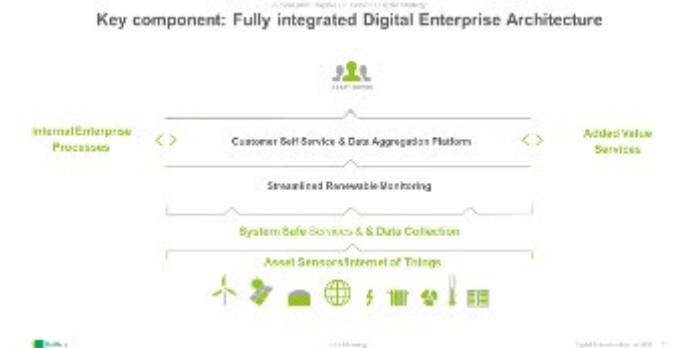 Key component: Fully integrated Digital Enterprise Architecture
Internal Enterprise
Processes
Customer Self Service & Data Aggregation Platform
Added Value
Services
Streamlined Renewable Monitoring
System Safe Services & & Data Collection
Asset Sensors/Internet of Things